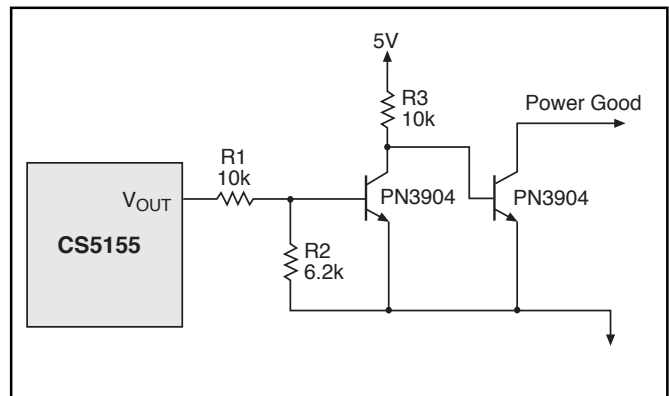 5V
R3
10k
Power Good
R1
10k
VOUT
PN3904
PN3904
CS5155
R2
6.2k